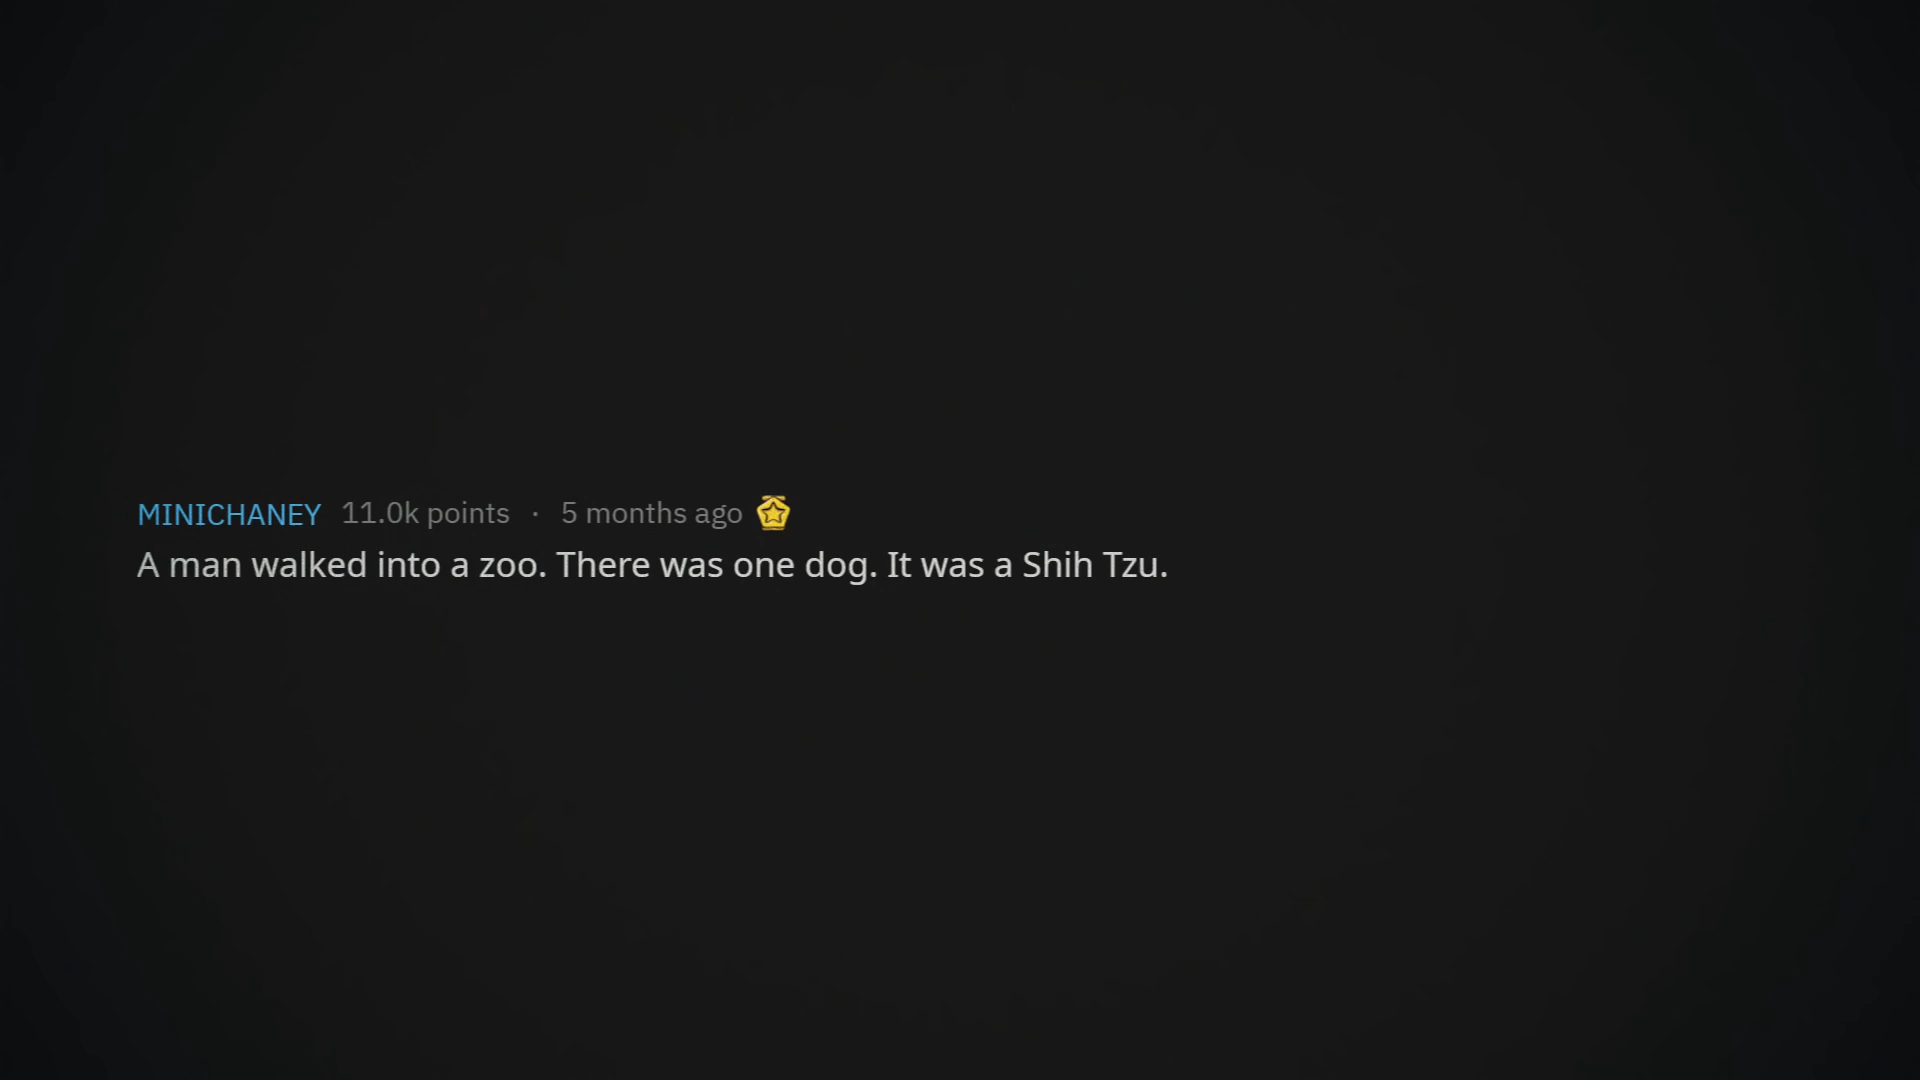 MINICHANEY 11.0k points · 5 months ago
A man walked into a zoo. There was one dog. It was a Shih Tzu.